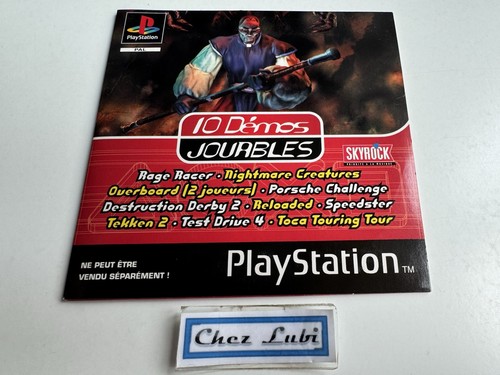 PlayStation
PAL
10 Démos
JOUABLES
SKYROCK
Rage Racer • Nightmare Creatures
Overboard (2 joueurs) • Porsche Challenge
Destruction Derby 2 • Reloaded • Speedster
Tekken 2 • Test Drive 4 • Toca Touring Tour
NE PEUT ÊTRE
VENDU SÉPARÉMENT !
PlayStation TM
Chez Lubi